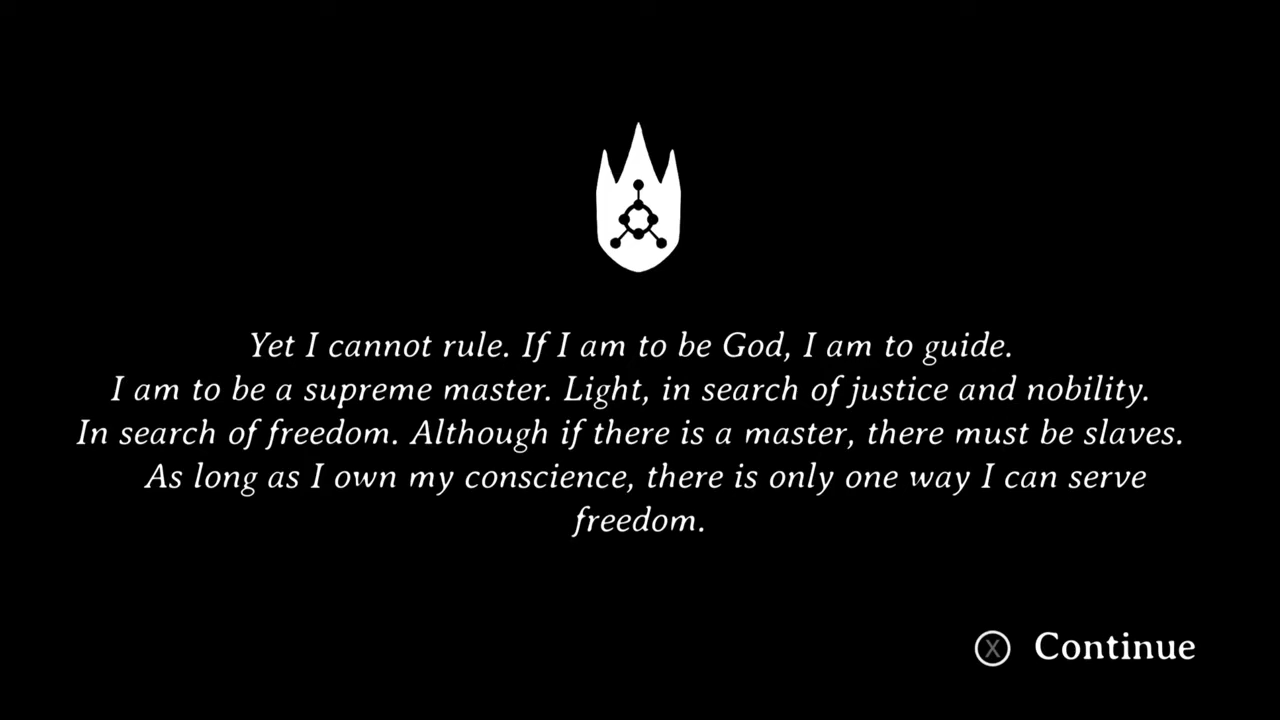 Yet I cannot rule. If I am to be God, I am to guide.
I am to be a supreme master. Light, in search of justice and nobility.
In search of freedom. Although if there is a master, there must be slaves.
As long as I own my conscience, there is only one way I can serve
freedom.
X Continue